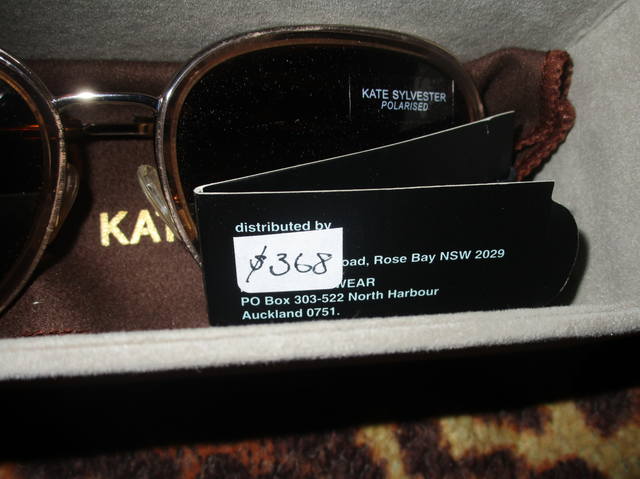 KATE SYLVESTER
POLARISED
KA
distributed by
oad, Rose Bay NSW 2029
$368
WEAR
PO Box 303-522 North Harbour
Auckland 0751.